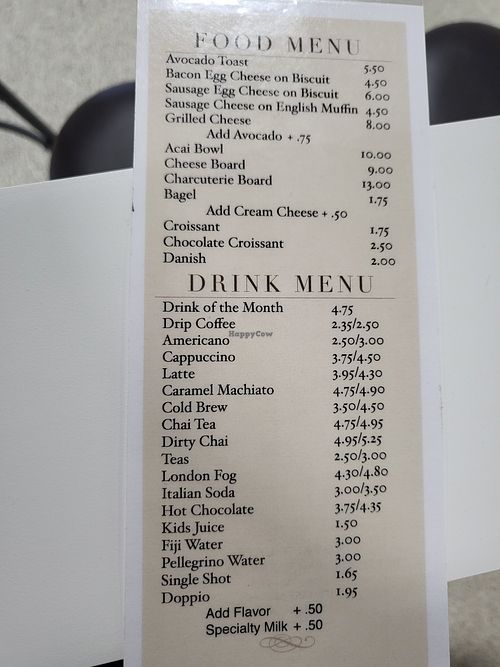 FOOD MENU
Avocado Toast 5.50
Bacon Egg Cheese on Biscuit 4.50
Sausage Egg Cheese on Biscuit 6.00
Sausage Cheese on English Muffin 4.50
Grilled Cheese 8.00
Add Avocado + .75
Acai Bowl 10.00
Cheese Board 9.00
Charcuterie Board 13.00
Bagel 1.75
Add Cream Cheese + .50
Croissant 1.75
Chocolate Croissant 2.50
Danish 2.00
DRINK MENU
Drink of the Month 4.75
Drip Coffee 2.35/2.50
HappyCow
Americano 2.50/3.00
Cappuccino 3.75/4.50
Latte 3.95/4.30
Caramel Machiato 4.75/4.90
Cold Brew 3.50/4.50
Chai Tea 4.75/4.95
Dirty Chai 4.95/5.25
Teas 2.50/3.00
London Fog 4.30/4.80
Italian Soda 3.00/3.50
Hot Chocolate 3.75/4.35
Kids Juice 1.50
Fiji Water 3.00
Pellegrino Water 3.00
Single Shot 1.65
Doppio 1.95
Add Flavor + .50
Specialty Milk + .50